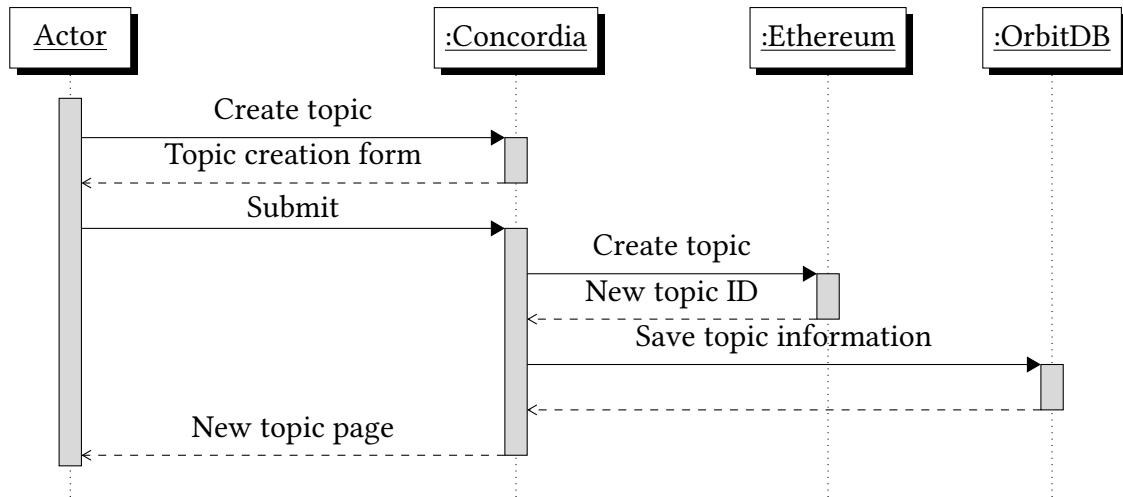 Actor
:Concordia
:Ethereum
:OrbitDB
Create topic
Topic creation form
Submit
Create topic
New topic ID
Save topic information
New topic page